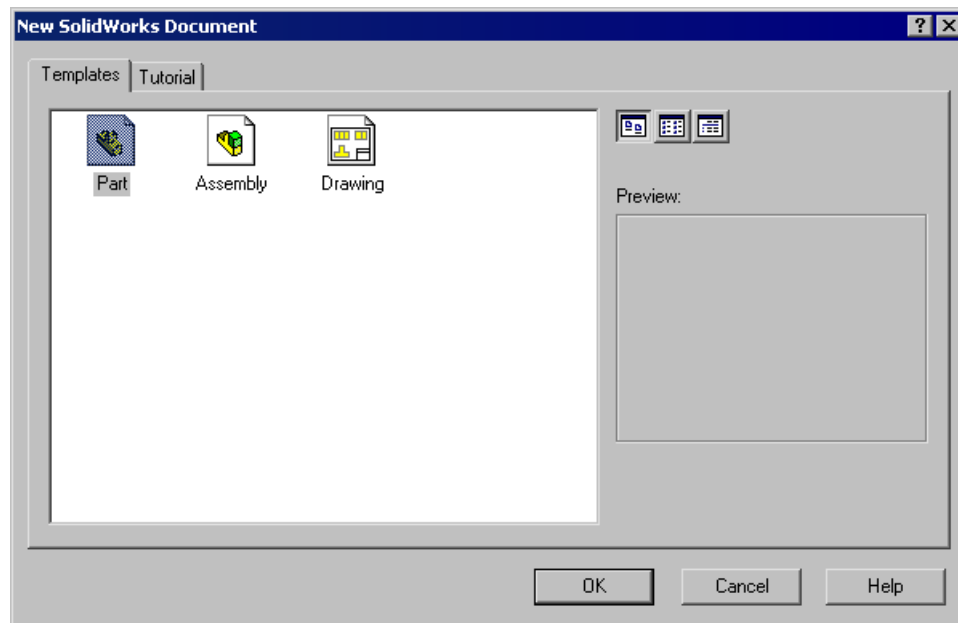 New SolidWorks Document
Templates Tutorial
Part Assembly Drawing
Preview:
OK Cancel Help